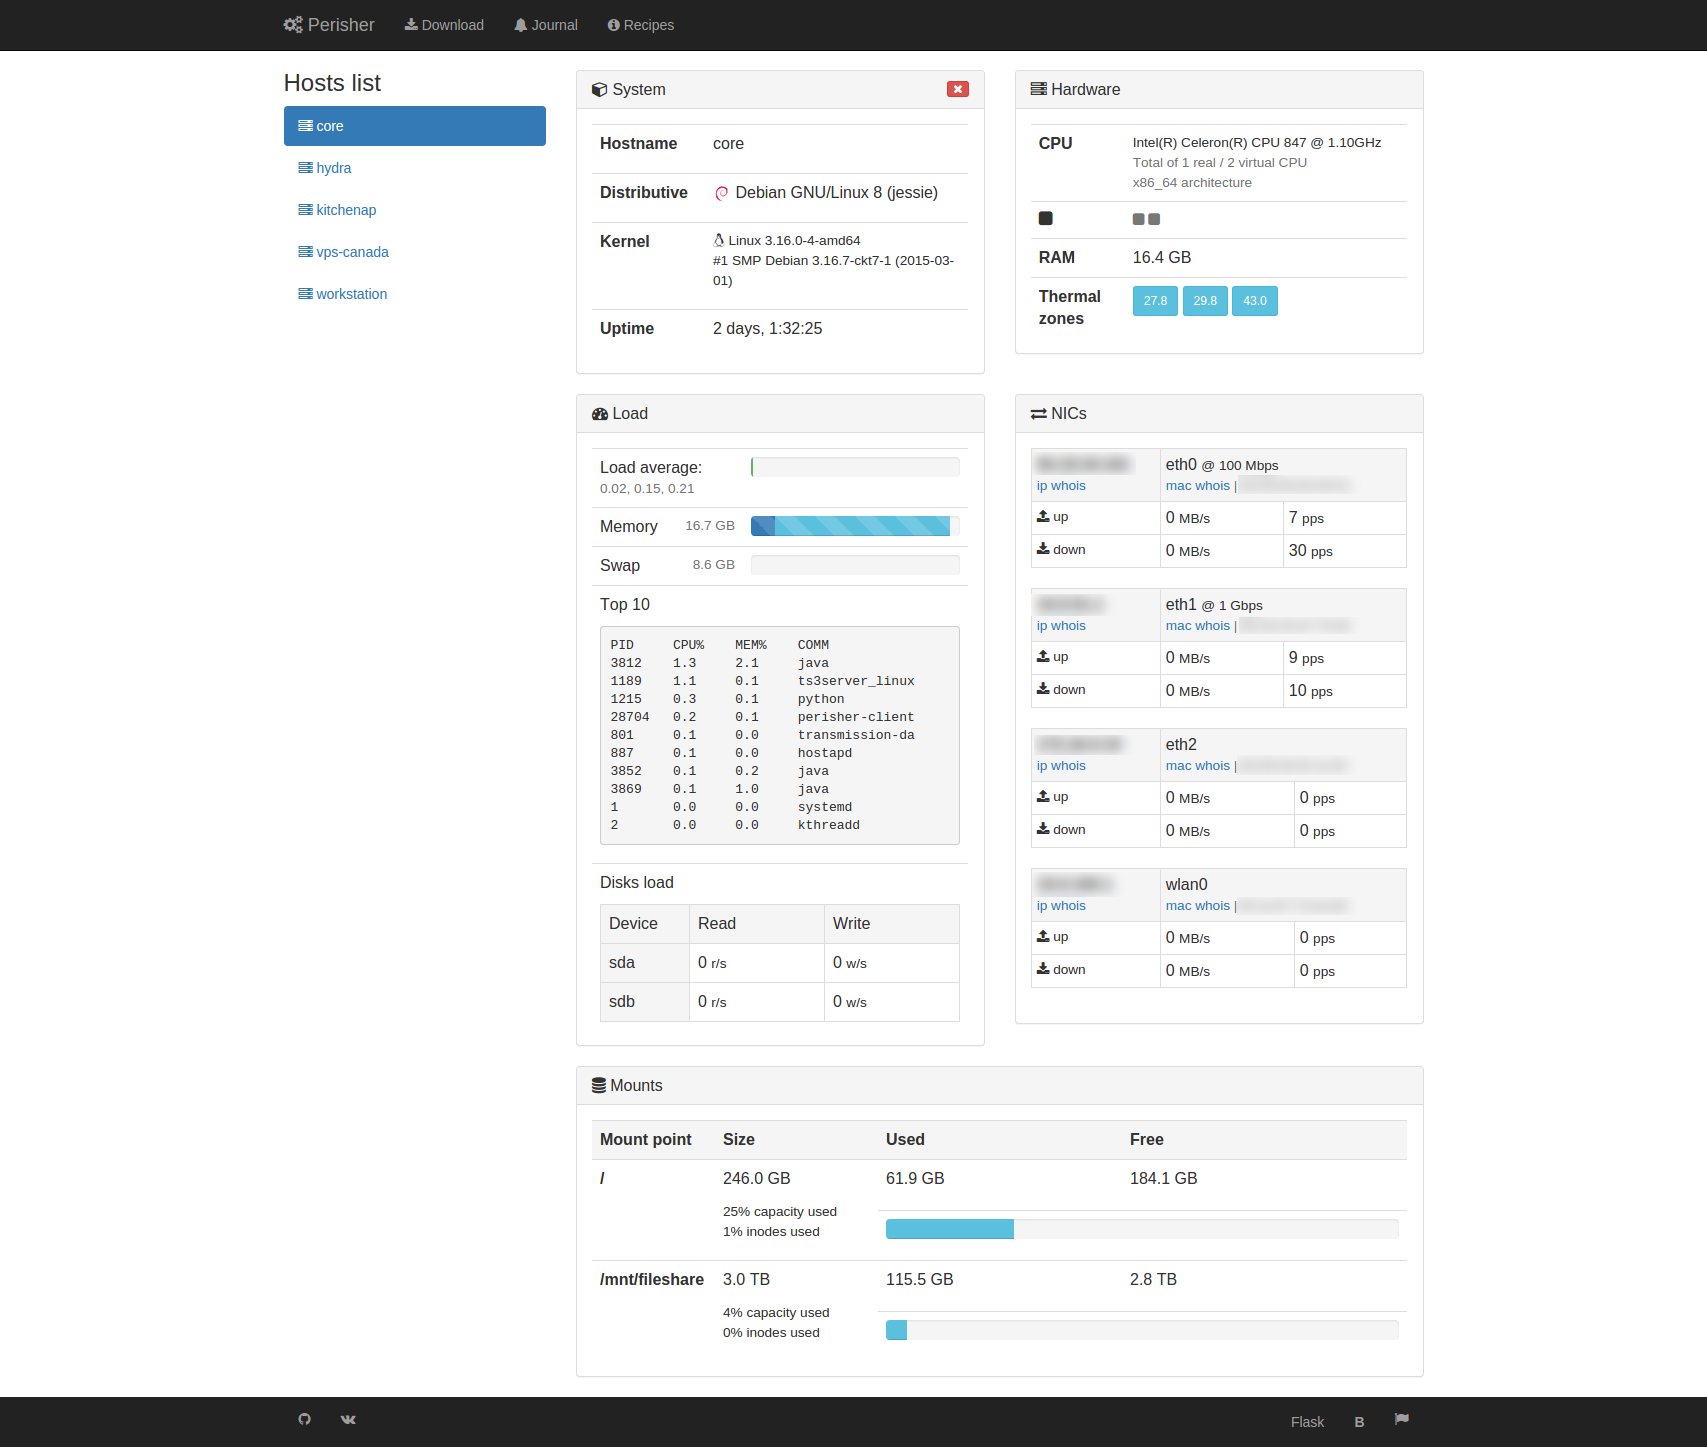 Perisher Download Journal Recipes
Hosts list
core
hydra
kitchenap
vps-canada
workstation
System
Hostname core
Distributive Debian GNU/Linux 8 (jessie)
Kernel Linux 3.16.0-4-amd64
#1 SMP Debian 3.16.7-ckt7-1 (2015-03-
01)
Uptime 2 days, 1:32:25
Hardware
CPU Intel(R) Celeron(R) CPU 847 @ 1.10GHz
Total of 1 real / 2 virtual CPU
x86_64 architecture
RAM 16.4 GB
Thermal 27.8 29.8 43.0
zones
Load
Load average:
0.02, 0.15, 0.21
Memory 16.7 GB
Swap 8.6 GB
Top 10
PID CPU% MEM% COMM
3812 1.3 2.1 java
1189 1.1 0.1 ts3server_linux
1215 0.3 0.1 python
28704 0.2 0.1 perisher-client
801 0.1 0.0 transmission-da
887 0.1 0.0 hostapd
3852 0.1 0.2 java
3869 0.1 1.0 java
1 0.0 0.0 systemd
2 0.0 0.0 kthreadd
Disks load
Device Read Write
sda 0 r/s 0 w/s
sdb 0 r/s 0 w/s
NICs
eth0 @ 100 Mbps
ip whois mac whois |
up 0 MB/s 7 pps
down 0 MB/s 30 pps
eth1 @ 1 Gbps
ip whois mac whois |
up 0 MB/s 9 pps
down 0 MB/s 10 pps
eth2
ip whois mac whois |
up 0 MB/s 0 pps
down 0 MB/s 0 pps
wlan0
ip whois mac whois |
up 0 MB/s 0 pps
down 0 MB/s 0 pps
Mounts
Mount point Size Used Free
/ 246.0 GB 61.9 GB 184.1 GB
25% capacity used
1% inodes used
/mnt/fileshare 3.0 TB 115.5 GB 2.8 TB
4% capacity used
0% inodes used
Flask B